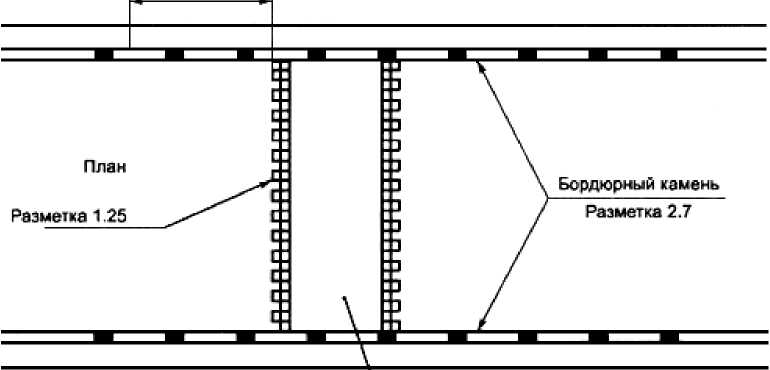 План
Разметка 1.25
Бордюрный камень
Разметка 2.7